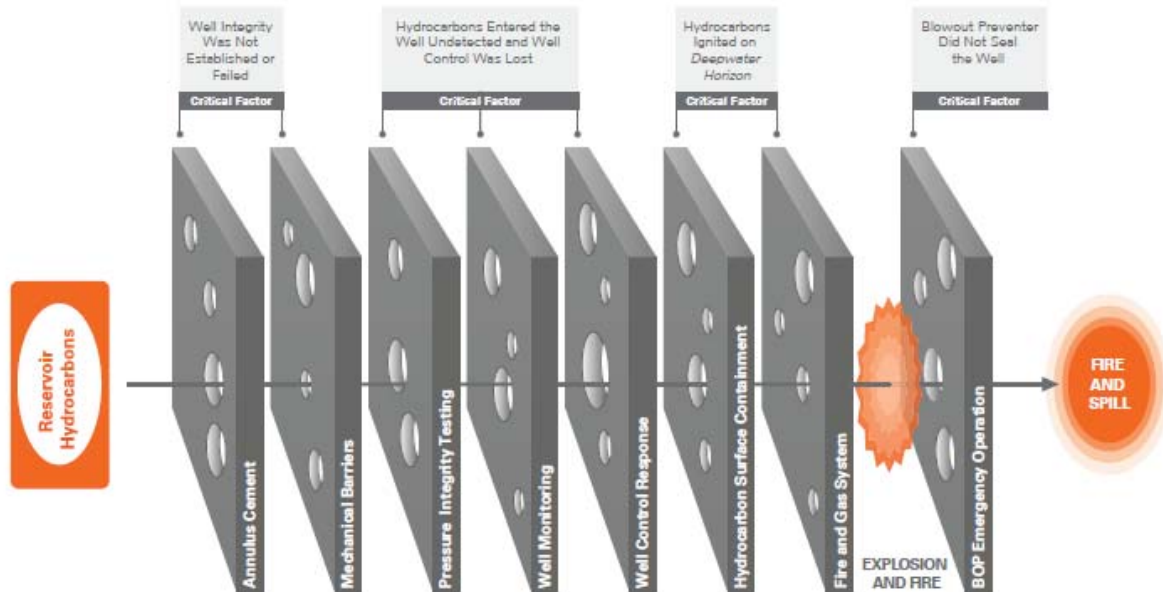 Well Integrity
Was Not
Established or
Failed
Critical Factor
Hydrocarbons Entered the
Well Undetected and Well
Control Was Lost
Critical Factor
Hydrocarbons
Ignited on
Deepwater
Horizon
Critical Factor
Blowout Preventer
Did Not Seal
the Well
Critical Factor
Reservoir
Hydrocarbons
Annulus Cement
Mechanical Barriers
Pressure Integrity Testing
Well Monitoring
Well Control Response
Hydrocarbon Surface Containment
Fire and Gas System
EXPLOSION
AND FIRE
BOP Emergency Operation
FIRE
AND
SPILL